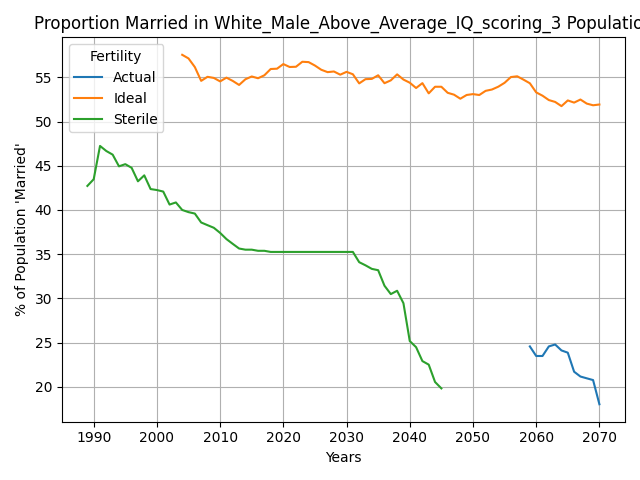 Proportion Married in White_Male_Above_Average_IQ_scoring_3 Populatio
Fertility
Actual
Ideal
Sterile
% of Population 'Married'
55
50
45
40
35
30
25
20
1990 2000 2010 2020 2030 2040 2050 2060 2070
Years